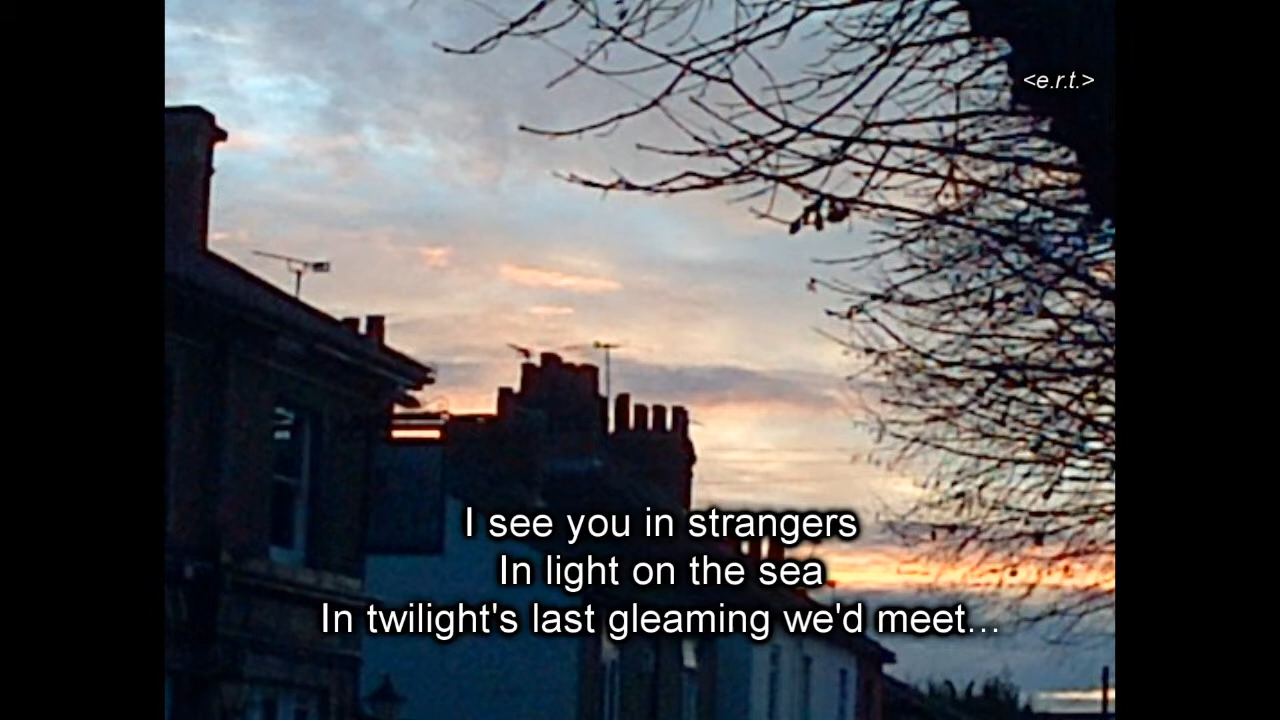 <e.r.t.>
I see you in strangers
In light on the sea
In twilight's last gleaming we'd meet...